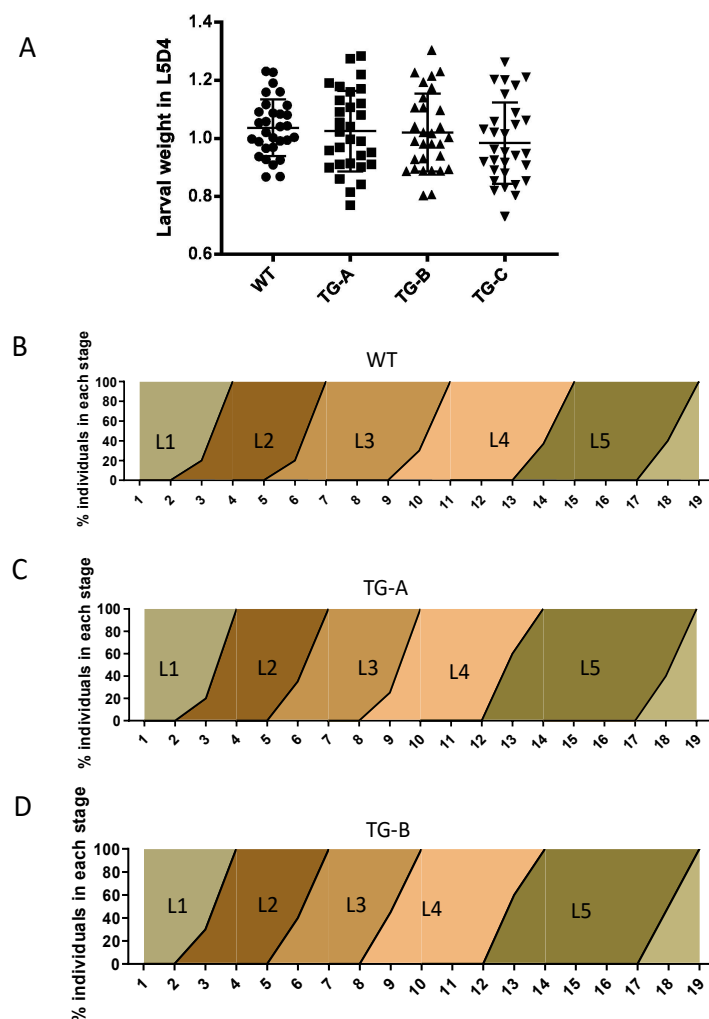 A
Larval weight in L5D4
1.4
1.2
1.0
0.8
0.6
WT
TG-A
TG-B
TG-C
B
WT
% individuals in each stage
100
80
60
40
20
0
L1
L2
L3
L4
L5
1 2 3 4 5 6 7 8 9 10 11 12 13 14 15 16 17 18 19
C
TG-A
% individuals in each stage
100
80
60
40
20
0
L1
L2
L3
L4
L5
1 2 3 4 5 6 7 8 9 10 11 12 13 14 15 16 17 18 19
D
TG-B
% individuals in each stage
100
80
60
40
20
0
L1
L2
L3
L4
L5
1 2 3 4 5 6 7 8 9 10 11 12 13 14 15 16 17 18 19